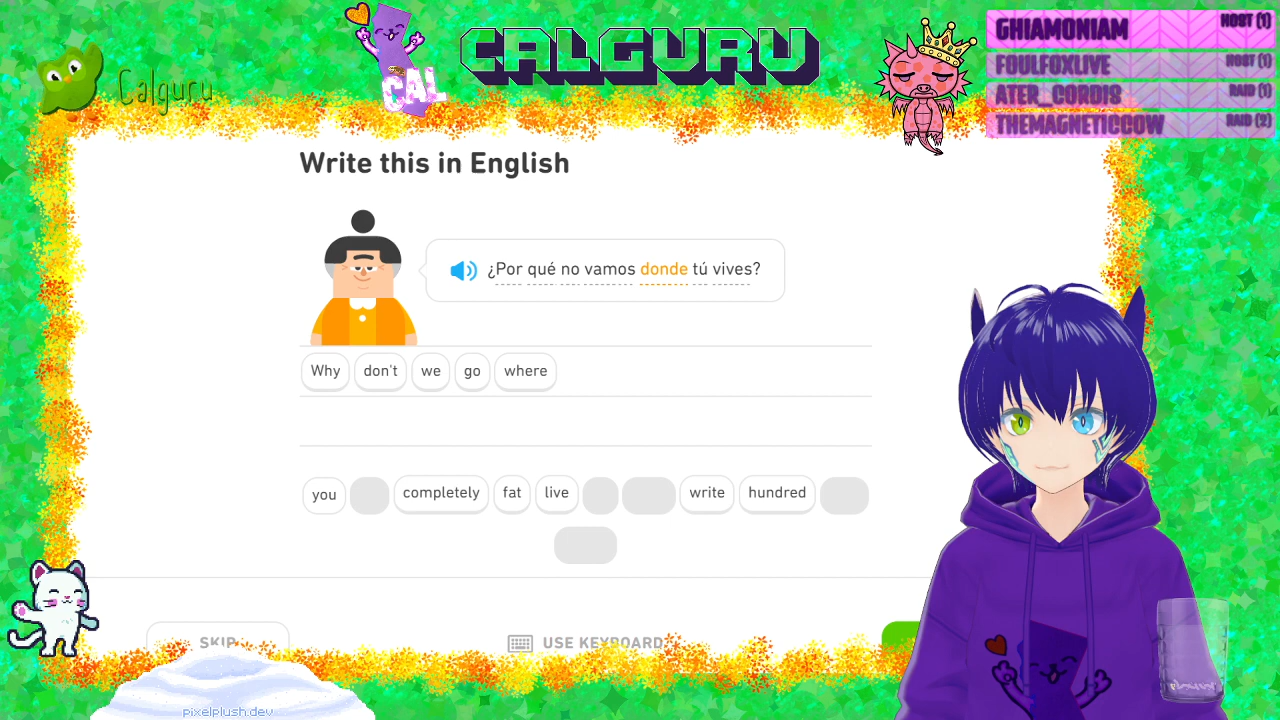 CAL
CALGURU
Calguru
GHIAMONIAM HOST (1)
FOULFOXLIVE HOST (1)
ATER_CORDIS RAID (1)
THEMAGNETICCOW RAID (2)
Write this in English
¿Por qué no vamos donde tú vives?
Why don't we go where
you completely fat live write hundred
SKIP USE KEYBOARD
pixelplush.dev